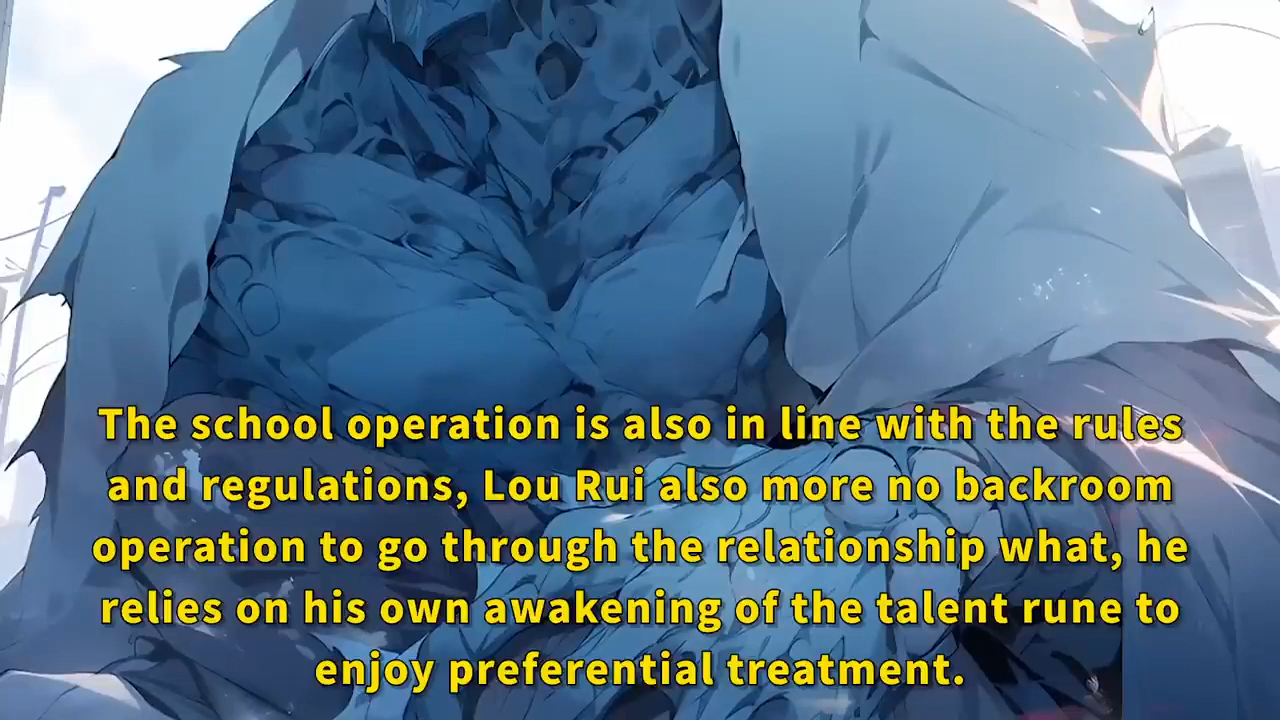 The school operation is also in line with the rules
and regulations, Lou Rui also more no backroom
operation to go through the relationship what, he
relies on his own awakening of the talent rune to
enjoy preferential treatment.